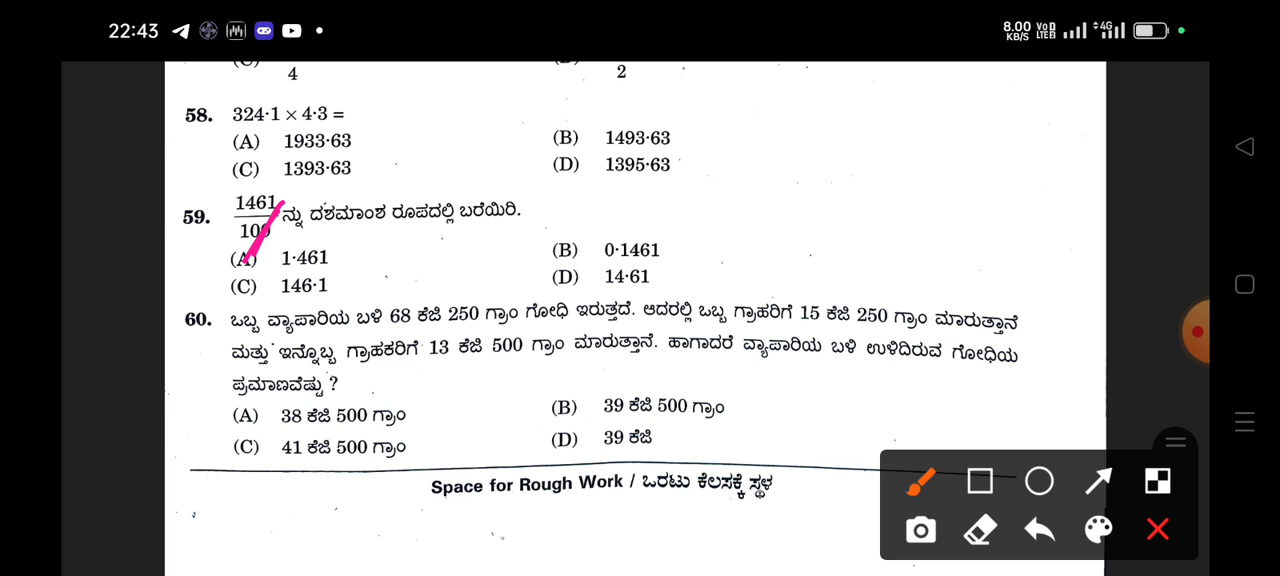 22:43
8.00 KB/S VoD LTE2 4G
4 2
58. 324·1 × 4·3 =
(A) 1933·63 (B) 1493·63
(C) 1393·63 (D) 1395·63
59. 1461/100 ನ್ನು ದಶಮಾಂಶ ರೂಪದಲ್ಲಿ ಬರೆಯಿರಿ.
(A) 1·461 (B) 0·1461
(C) 146·1 (D) 14·61
60. ಒಬ್ಬ ವ್ಯಾಪಾರಿಯ ಬಳಿ 68 ಕೆಜಿ 250 ಗ್ರಾಂ ಗೋಧಿ ಇರುತ್ತದೆ. ಆದರಲ್ಲಿ ಒಬ್ಬ ಗ್ರಾಹರಿಗೆ 15 ಕೆಜಿ 250 ಗ್ರಾಂ ಮಾರುತ್ತಾನೆ
ಮತ್ತು ಇನ್ನೊಬ್ಬ ಗ್ರಾಹಕರಿಗೆ 13 ಕೆಜಿ 500 ಗ್ರಾಂ ಮಾರುತ್ತಾನೆ. ಹಾಗಾದರೆ ವ್ಯಾಪಾರಿಯ ಬಳಿ ಉಳಿದಿರುವ ಗೋಧಿಯ
ಪ್ರಮಾಣವೆಷ್ಟು ?
(A) 38 ಕೆಜಿ 500 ಗ್ರಾಂ (B) 39 ಕೆಜಿ 500 ಗ್ರಾಂ
(C) 41 ಕೆಜಿ 500 ಗ್ರಾಂ (D) 39 ಕೆಜಿ
Space for Rough Work / ಒರಟು ಕೆಲಸಕ್ಕೆ ಸ್ಥಳ